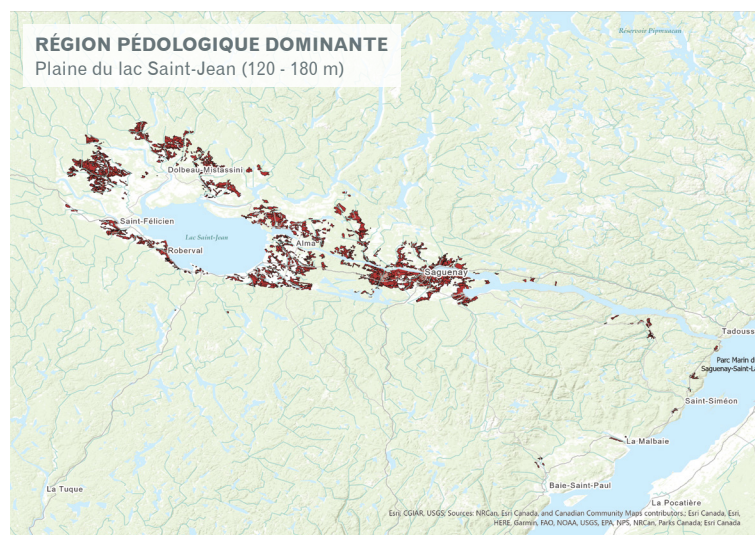 RÉGION PÉDOLOGIQUE DOMINANTE
Plaine du lac Saint-Jean (120 - 180 m)
Réservoir Pipmuacan
Dolbeau-Mistassini
Saint-Félicien
Lac Saint-Jean
Alma
Roberval
Saguenay
Tadouss
Parc Marin d
Saguenay-Saint-La
Saint-Siméon
La Malbaie
Baie-Saint-Paul
La Tuque
La Pocatière
Esri, CGIAR, USGS; Sources: NRCan, Esri Canada, and Canadian Community Maps contributors.; Esri Canada, Esri,
HERE, Garmin, FAO, NOAA, USGS, EPA, NPS, NRCan, Parks Canada; Esri Canada